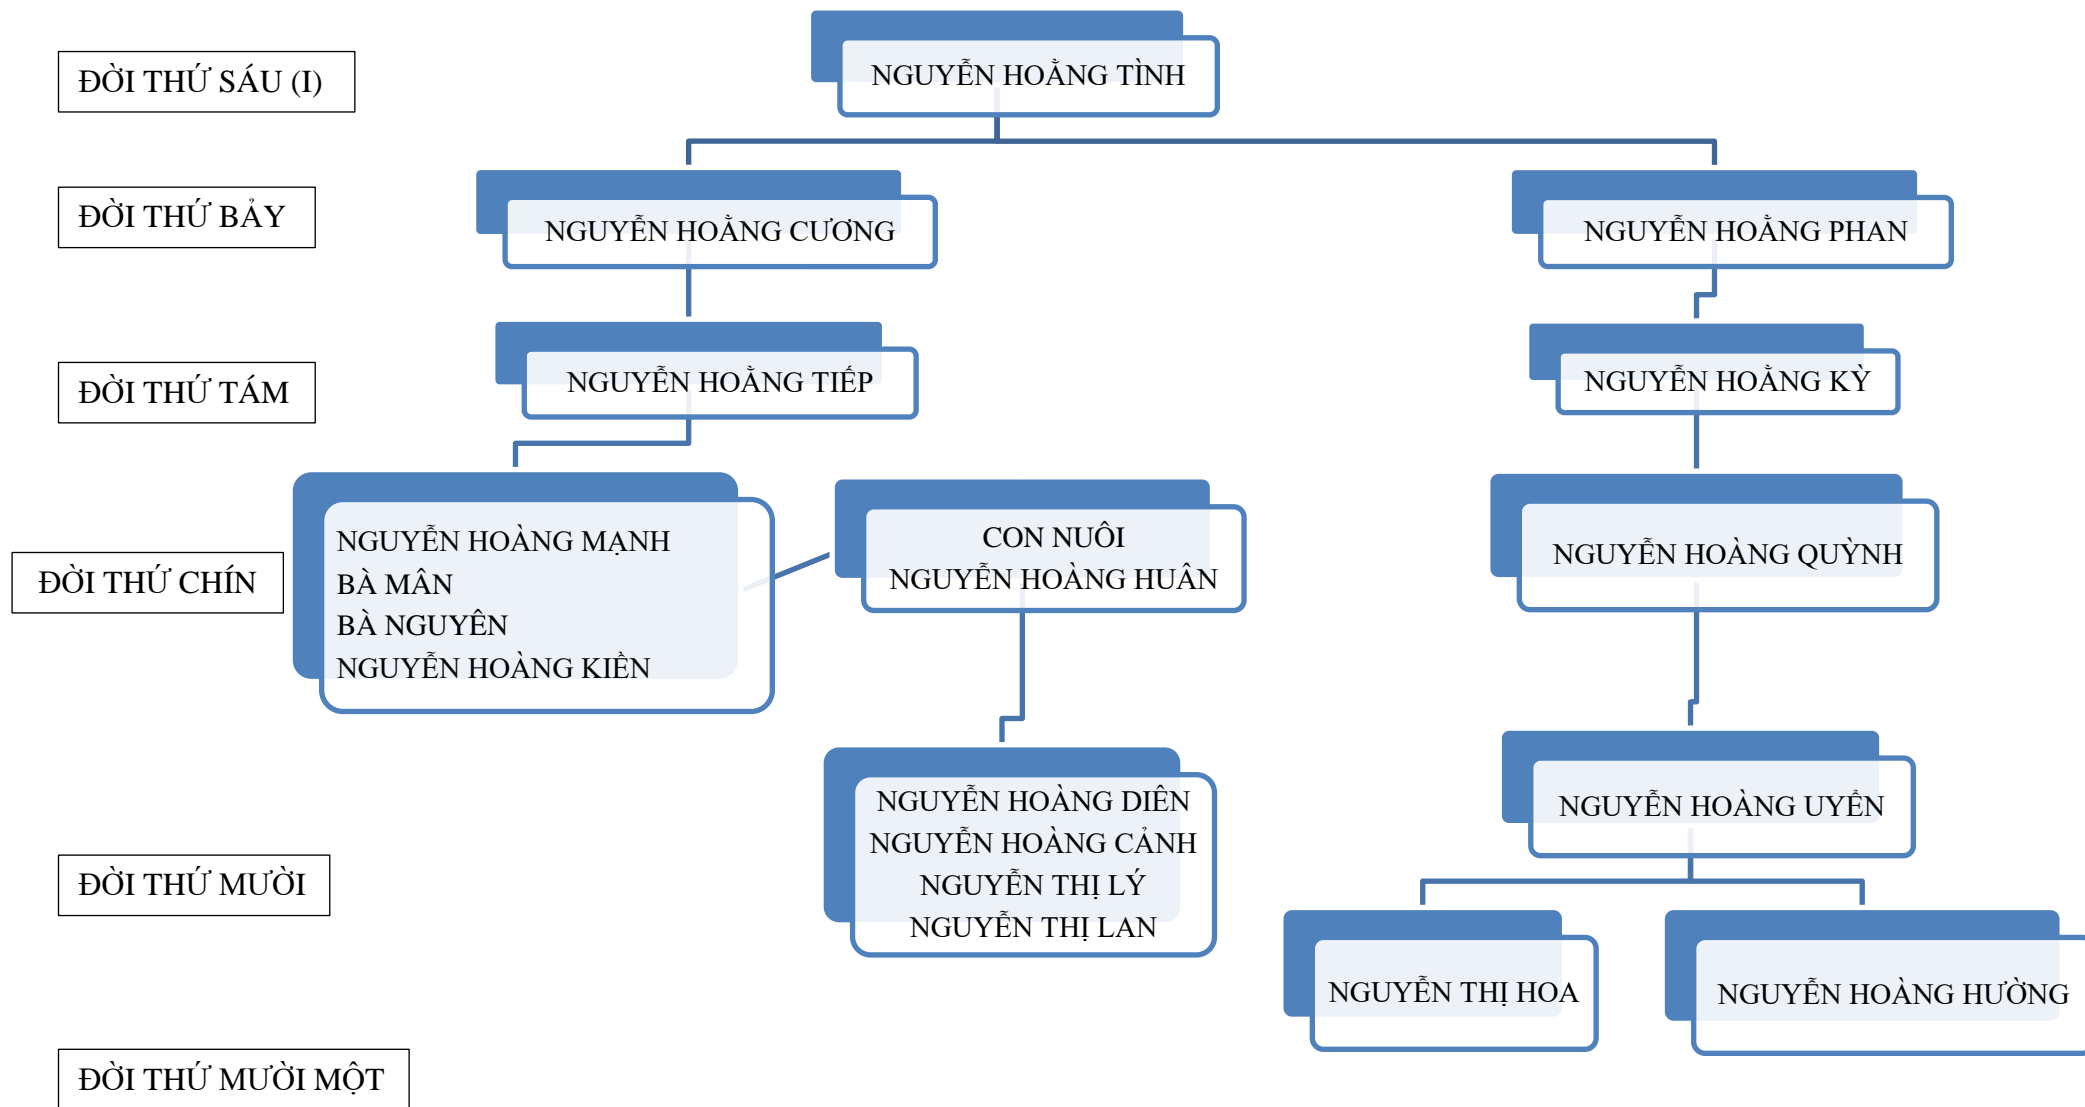 ĐỜI THỨ SÁU (I)
NGUYỄN HOẰNG TÌNH
ĐỜI THỨ BẢY
NGUYỄN HOẰNG CƯƠNG
NGUYỄN HOẰNG PHAN
ĐỜI THỨ TÁM
NGUYỄN HOẰNG TIẾP
NGUYỄN HOẰNG KỲ
ĐỜI THỨ CHÍN
NGUYỄN HOÀNG MẠNH
BÀ MÂN
BÀ NGUYÊN
NGUYỄN HOÀNG KIỀN
CON NUÔI
NGUYỄN HOÀNG HUÂN
NGUYỄN HOÀNG QUỲNH
ĐỜI THỨ MƯỜI
NGUYỄN HOÀNG DIÊN
NGUYỄN HOÀNG CẢNH
NGUYỄN THỊ LÝ
NGUYỄN THỊ LAN
NGUYỄN HOÀNG UYỂN
NGUYỄN THỊ HOA
NGUYỄN HOÀNG HƯỜNG
ĐỜI THỨ MƯỜI MỘT